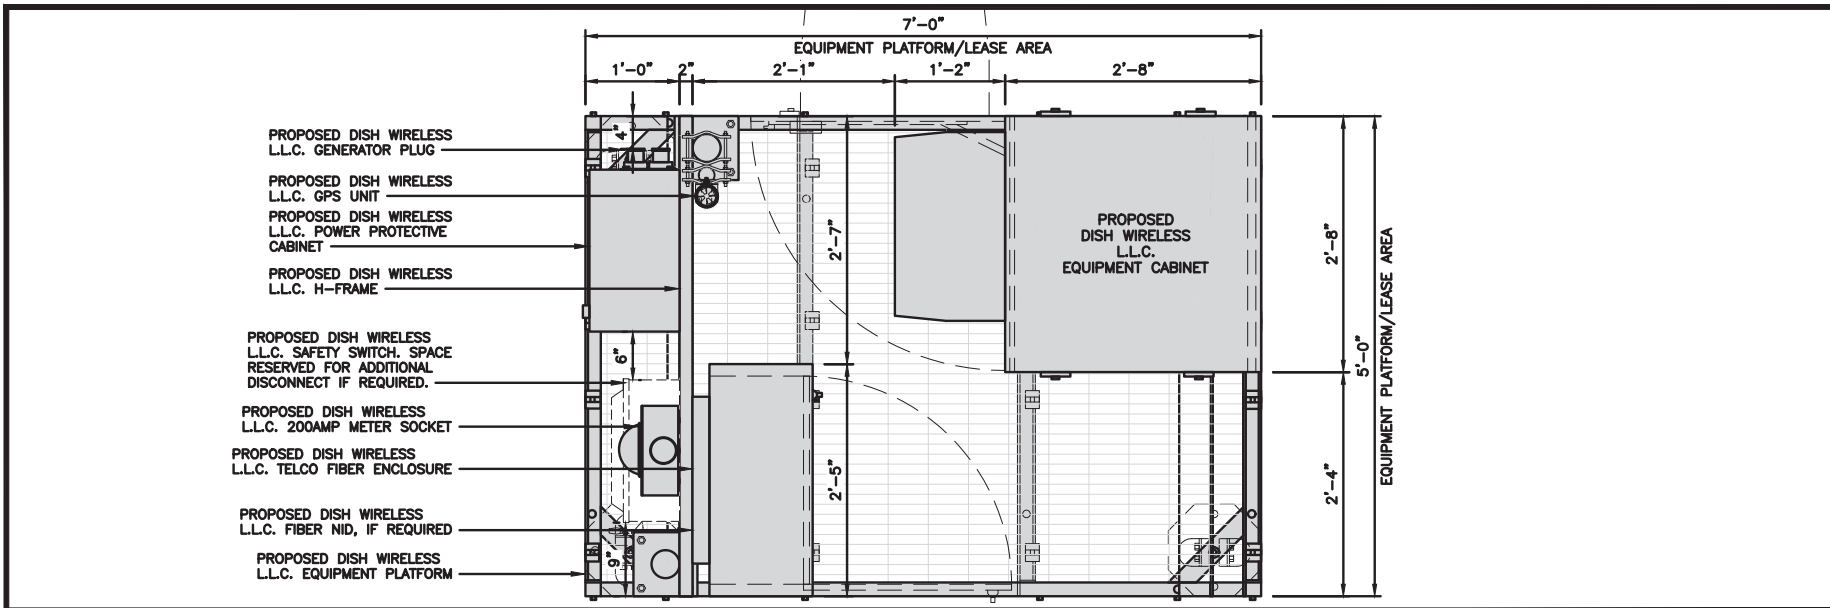 7'-0"
EQUIPMENT PLATFORM/LEASE AREA
1'-0"
2"
2'-1"
1'-2"
2'-8"
4"
PROPOSED DISH WIRELESS
L.L.C. GENERATOR PLUG
PROPOSED DISH WIRELESS
L.L.C. GPS UNIT
PROPOSED DISH WIRELESS
L.L.C. POWER PROTECTIVE
CABINET
PROPOSED DISH WIRELESS
L.L.C. H-FRAME
PROPOSED DISH WIRELESS
L.L.C. SAFETY SWITCH. SPACE
RESERVED FOR ADDITIONAL
DISCONNECT IF REQUIRED.
PROPOSED DISH WIRELESS
L.L.C. 200AMP METER SOCKET
PROPOSED DISH WIRELESS
L.L.C. TELCO FIBER ENCLOSURE
PROPOSED DISH WIRELESS
L.L.C. FIBER NID, IF REQUIRED
PROPOSED DISH WIRELESS
L.L.C. EQUIPMENT PLATFORM
6"
9"
2'-7"
2'-5"
PROPOSED
DISH WIRELESS
L.L.C.
EQUIPMENT CABINET
2'-8"
2'-4"
5'-0"
EQUIPMENT PLATFORM/LEASE AREA